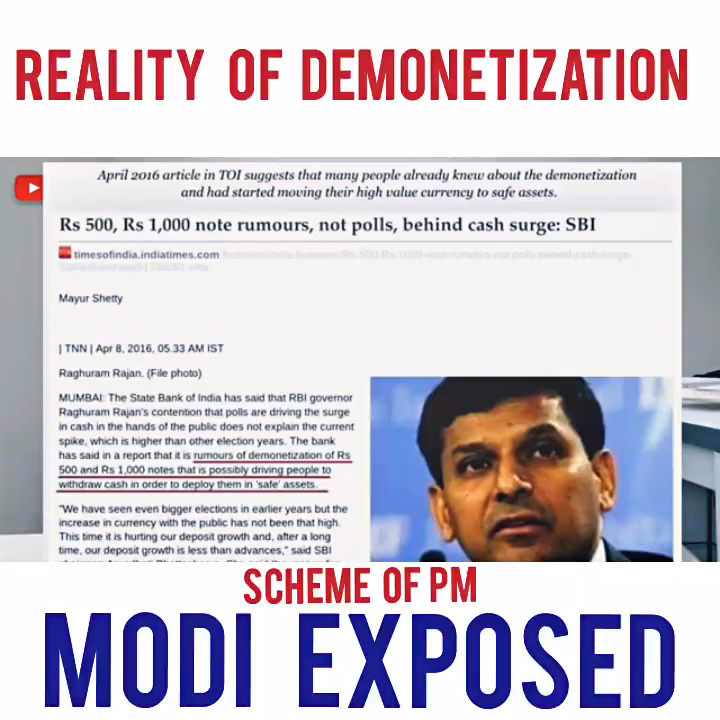 REALITY OF DEMONETIZATION
April 2016 article in TOI suggests that many people already knew about the demonetization
and had started moving their high value currency to safe assets.
Rs 500, Rs 1,000 note rumours, not polls, behind cash surge: SBI
timesofindia.indiatimes.com
Mayur Shetty
| TNN | Apr 8, 2016, 05.33 AM IST
Raghuram Rajan. (File photo)
MUMBAI: The State Bank of India has said that RBI governor
Raghuram Rajan's contention that polls are driving the surge
in cash in the hands of the public does not explain the current
spike, which is higher than other election years. The bank
has said in a report that it is rumours of demonetization of Rs
500 and Rs 1,000 notes that is possibly driving people to
withdraw cash in order to deploy them in 'safe' assets.
"We have seen even bigger elections in earlier years but the
increase in currency with the public has not been that high.
This time it is hurting our deposit growth and, after a long
time, our deposit growth is less than advances," said SBI
SCHEME OF PM
MODI EXPOSED